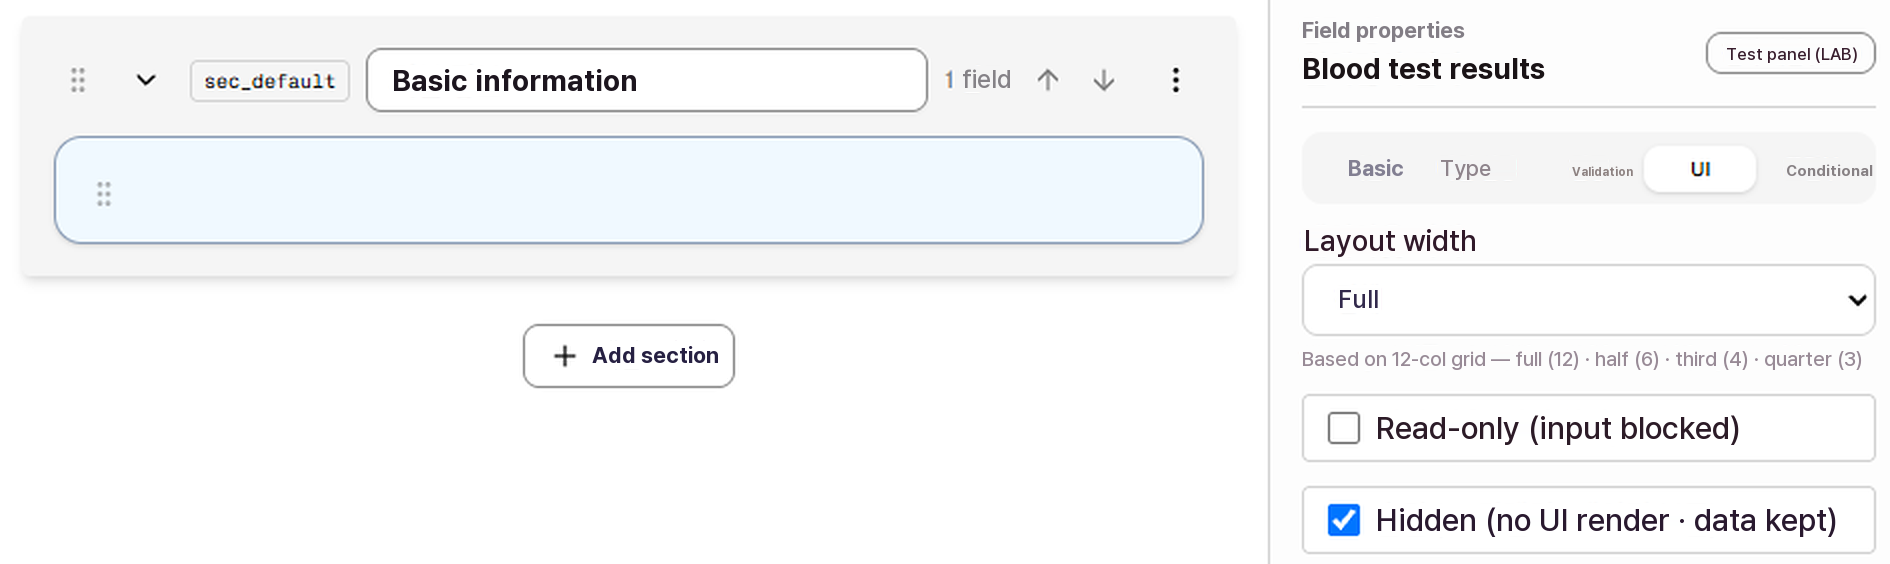 sec_default
Basic information
1 field
Add section
Field properties
Blood test results
Test panel (LAB)
Basic Type Validation UI Conditional
Layout width
Full
Based on 12-col grid — full (12) · half (6) · third (4) · quarter (3)
Read-only (input blocked)
Hidden (no UI render · data kept)